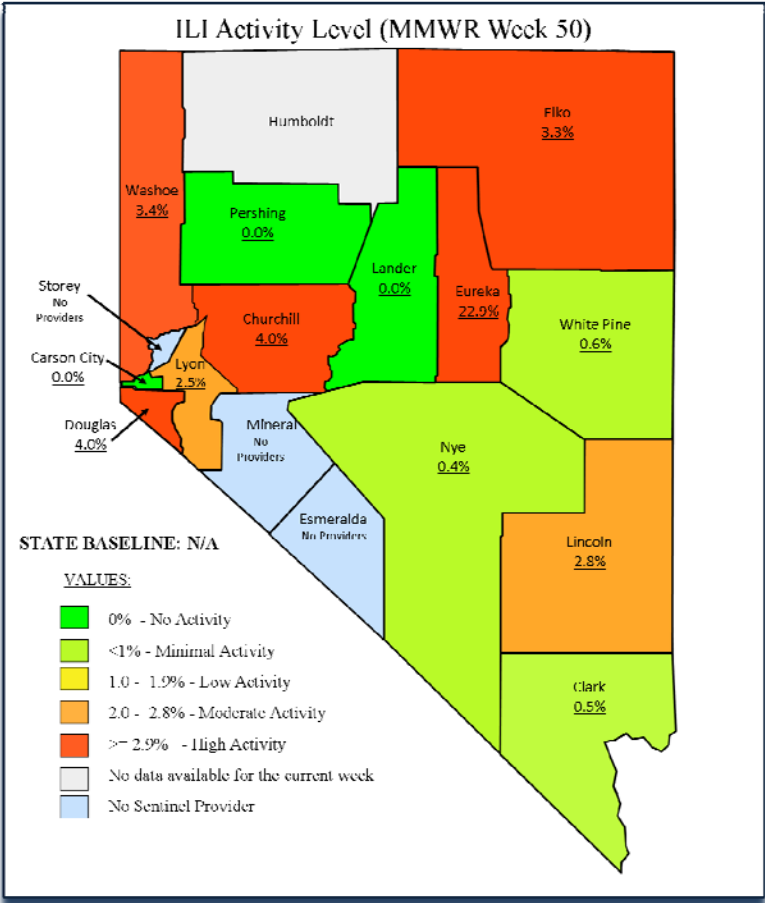 ILI Activity Level (MMWR Week 50)
Humboldt
Elko
3.3%
Washoe
3.4%
Pershing
0.0%
Lander
0.0%
Eureka
22.9%
Storey
No
Providers
Churchill
4.0%
White Pine
0.6%
Carson City
0.0%
Lyon
2.5%
Douglas
4.0%
Mineral
No
Providers
Nye
0.4%
Esmeralda
No Providers
Lincoln
2.8%
Clark
0.5%
STATE BASELINE: N/A
VALUES:
0% - No Activity
<1% - Minimal Activity
1.0 - 1.9% - Low Activity
2.0 - 2.8% - Moderate Activity
>= 2.9% - High Activity
No data available for the current week
No Sentinel Provider